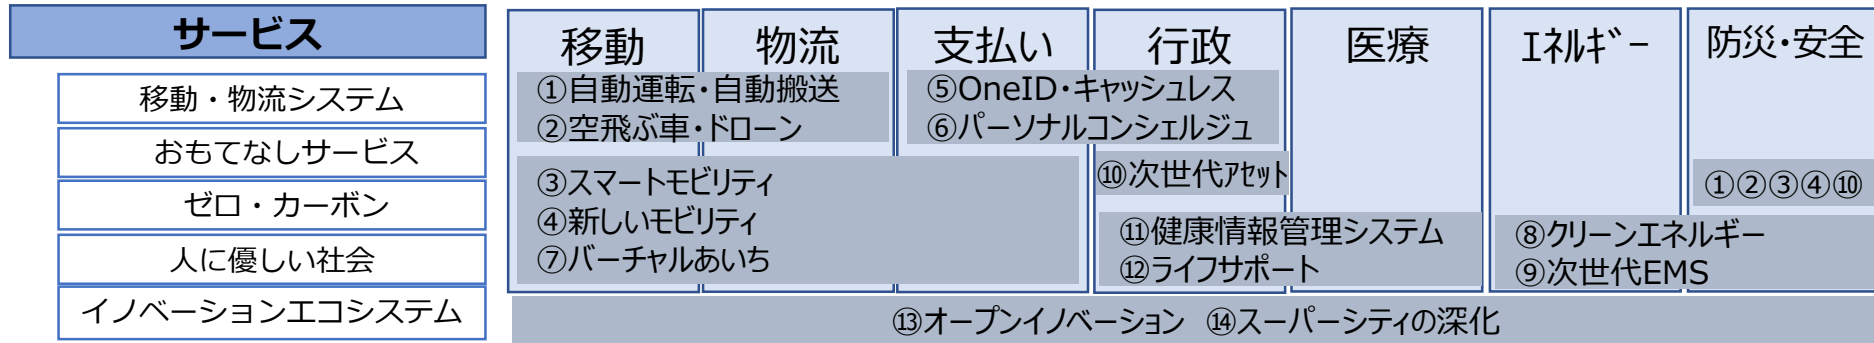 サービス
移動・物流システム
おもてなしサービス
ゼロ・カーボン
人に優しい社会
イノベーションエコシステム
移動
物流
支払い
行政
医療
ｴﾈﾙｷﾞｰ
防災・安全
①自動運転・自動搬送
②空飛ぶ車・ドローン
⑤OneID・キャッシュレス
⑥パーソナルコンシェルジュ
③スマートモビリティ
④新しいモビリティ
⑦バーチャルあいち
⑩次世代ｱｾｯﾄ
①②③④⑩
⑪健康情報管理システム
⑫ライフサポート
⑧クリーンエネルギー
⑨次世代EMS
⑬オープンイノベーション ⑭スーパーシティの深化